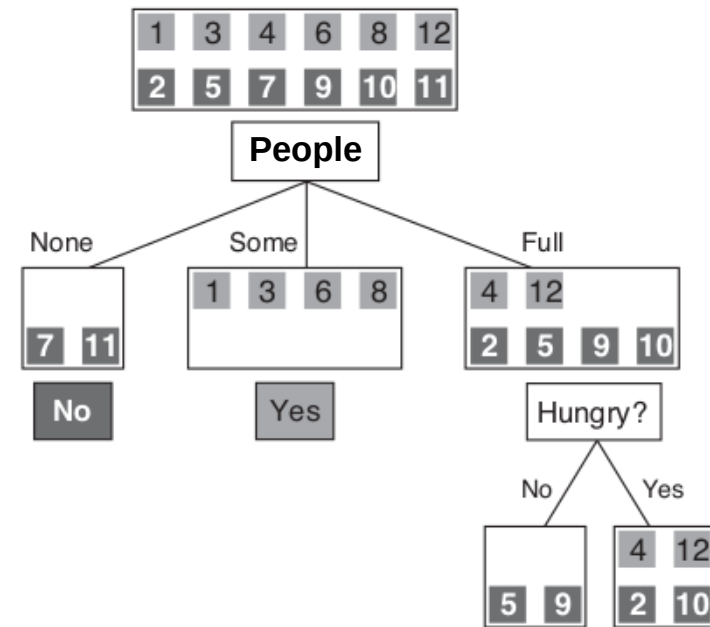 1 3 4 6 8 12
2 5 7 9 10 11
People
None Some Full
1 3 6 8 4 12
7 11 2 5 9 10
No Yes Hungry?
No Yes
4 12
5 9 2 10